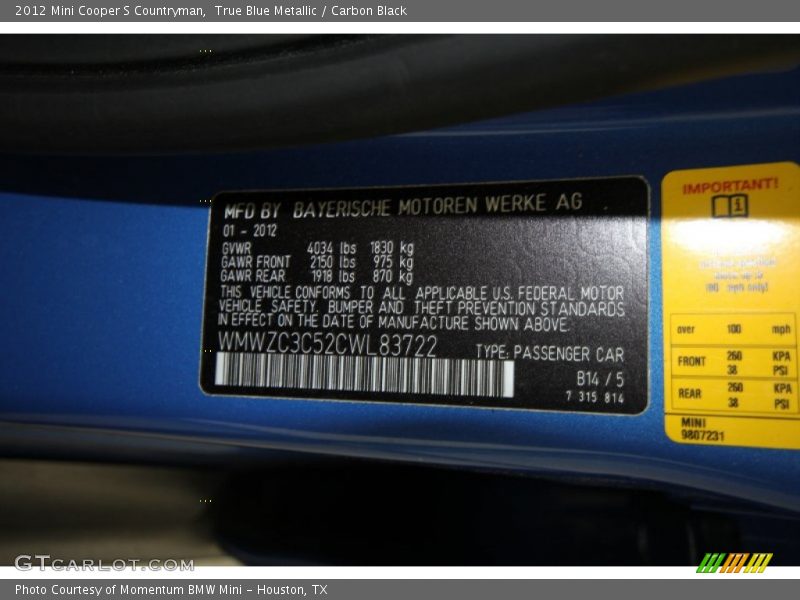 2012 Mini Cooper S Countryman, True Blue Metallic / Carbon Black
MFD BY BAYERISCHE MOTOREN WERKE AG
01 - 2012
GVWR 4034 lbs 1830 kg
GAWR FRONT 2150 lbs 975 kg
GAWR REAR 1918 lbs 870 kg
THIS VEHICLE CONFORMS TO ALL APPLICABLE U.S. FEDERAL MOTOR
VEHICLE SAFETY, BUMPER AND THEFT PREVENTION STANDARDS
IN EFFECT ON THE DATE OF MANUFACTURE SHOWN ABOVE.
WMWZC3C52CWL83722
TYPE: PASSENGER CAR
B14 / 5
7 315 814
IMPORTANT!
over 100 mph
FRONT 260 KPA
38 PSI
REAR 260 KPA
38 PSI
MINI
9807231
GTCARLOT.COM
Photo Courtesy of Momentum BMW Mini - Houston, TX